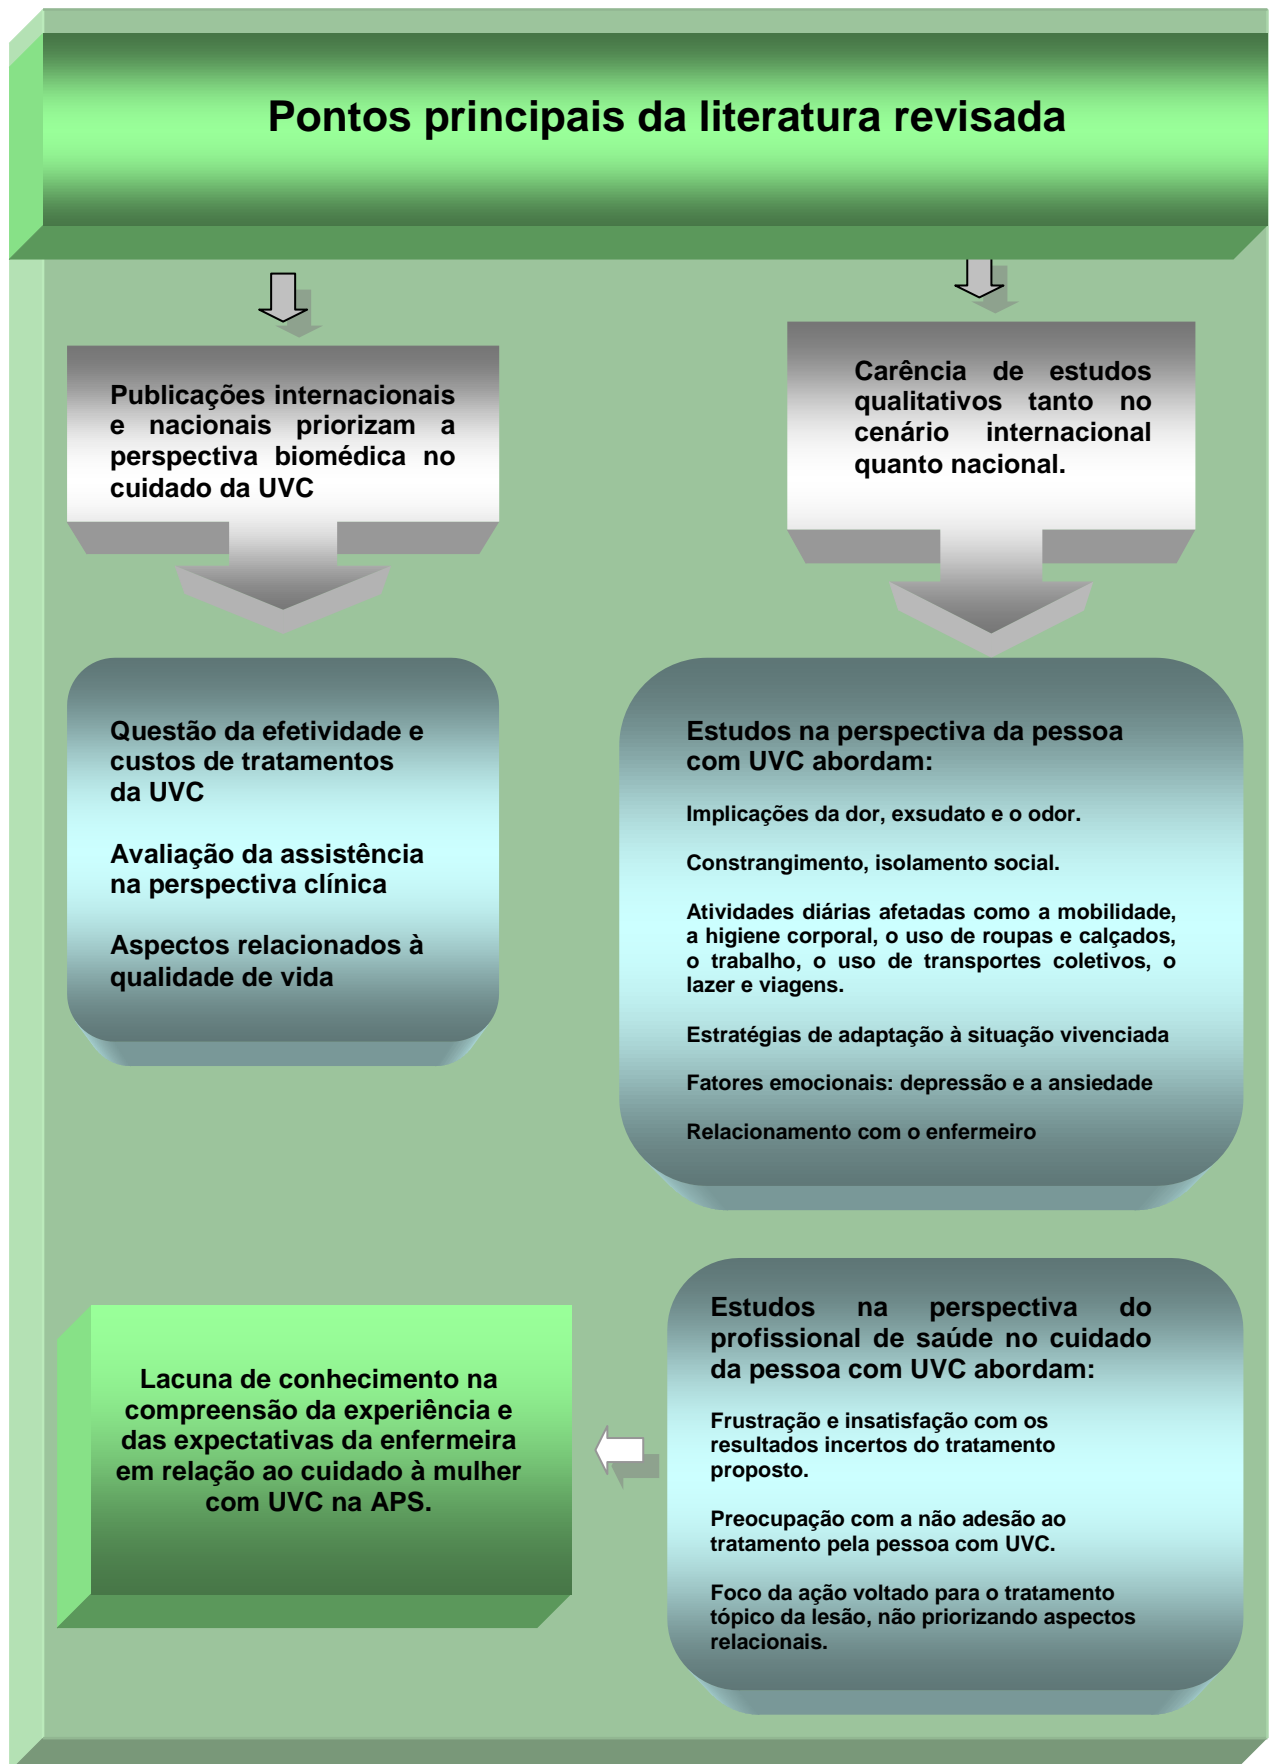 Pontos principais da literatura revisada
Publicações internacionais
e nacionais priorizam a
perspectiva biomédica no
cuidado da UVC
Carência de estudos
qualitativos tanto no
cenário internacional
quanto nacional.
Questão da efetividade e
custos de tratamentos
da UVC
Avaliação da assistência
na perspectiva clínica
Aspectos relacionados à
qualidade de vida
Estudos na perspectiva da pessoa
com UVC abordam:
Implicações da dor, exsudato e o odor.
Constrangimento, isolamento social.
Atividades diárias afetadas como a mobilidade,
a higiene corporal, o uso de roupas e calçados,
o trabalho, o uso de transportes coletivos, o
lazer e viagens.
Estratégias de adaptação à situação vivenciada
Fatores emocionais: depressão e a ansiedade
Relacionamento com o enfermeiro
Estudos na perspectiva do
profissional de saúde no cuidado
da pessoa com UVC abordam:
Frustração e insatisfação com os
resultados incertos do tratamento
proposto.
Preocupação com a não adesão ao
tratamento pela pessoa com UVC.
Foco da ação voltado para o tratamento
tópico da lesão, não priorizando aspectos
relacionais.
Lacuna de conhecimento na
compreensão da experiência e
das expectativas da enfermeira
em relação ao cuidado à mulher
com UVC na APS.